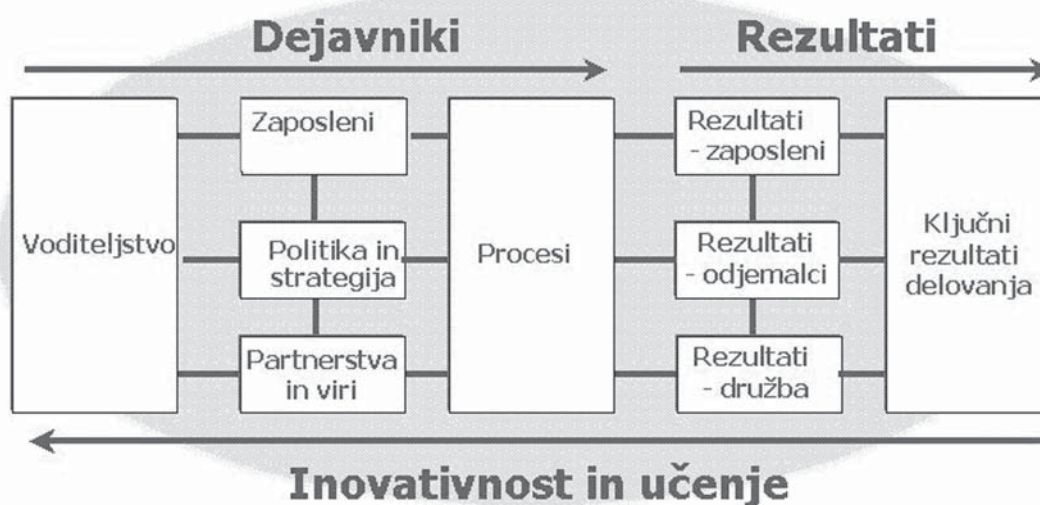 Dejavniki
Rezultati
Voditeljstvo
Zaposleni
Politika in
strategija
Partnerstva
in viri
Procesi
Rezultati
- zaposleni
Rezultati
- odjemalci
Rezultati
- družba
Ključni
rezultati
delovanja
Inovativnost in učenje